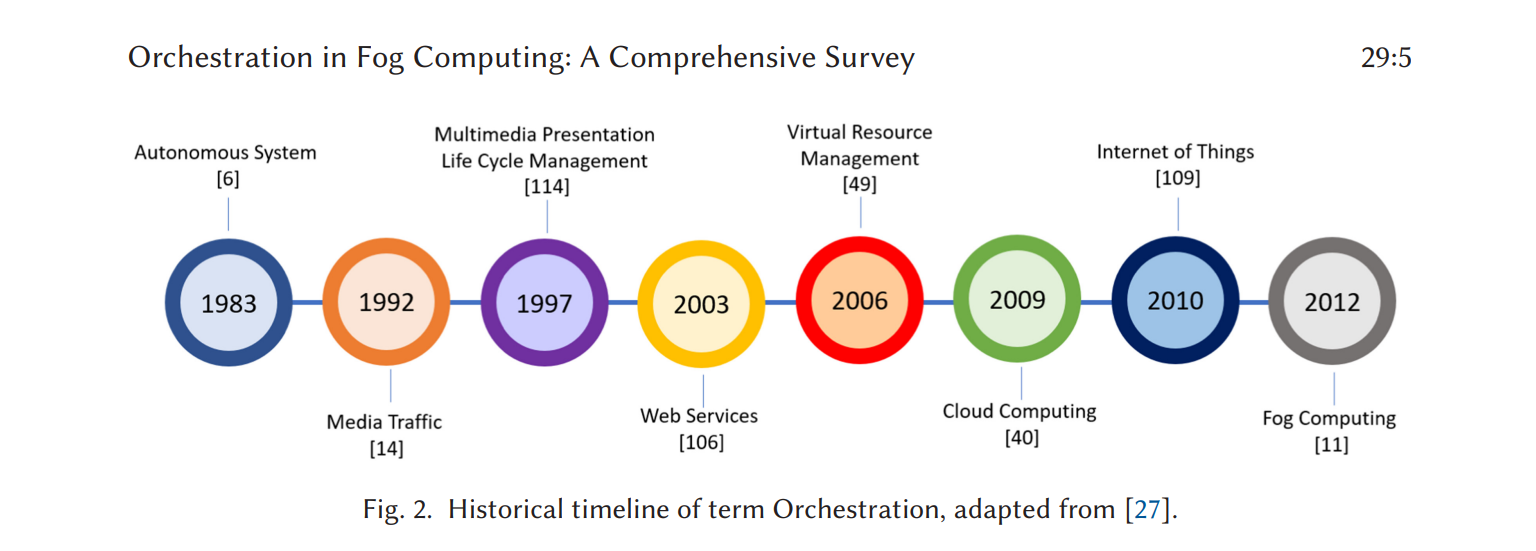 Orchestration in Fog Computing: A Comprehensive Survey 29:5
Autonomous System
[6]
Multimedia Presentation
Life Cycle Management
[114]
Virtual Resource
Management
[49]
Internet of Things
[109]
1983
1992
1997
2003
2006
2009
2010
2012
Media Traffic
[14]
Web Services
[106]
Cloud Computing
[40]
Fog Computing
[11]
Fig. 2. Historical timeline of term Orchestration, adapted from [27].